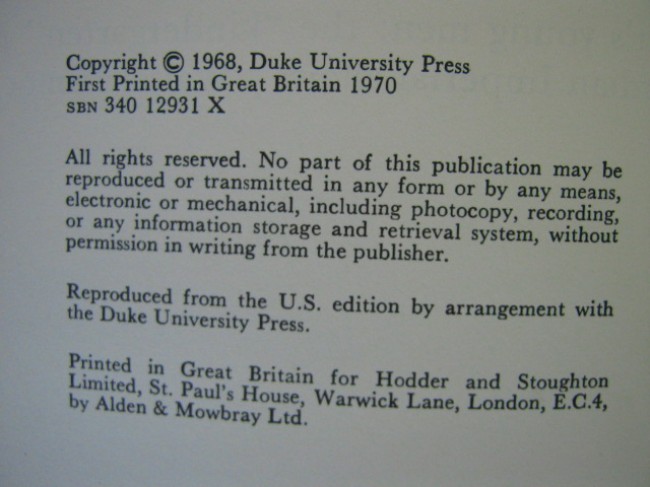 Copyright © 1968, Duke University Press
First Printed in Great Britain 1970
SBN 340 12931 X
All rights reserved. No part of this publication may be
reproduced or transmitted in any form or by any means,
electronic or mechanical, including photocopy, recording,
or any information storage and retrieval system, without
permission in writing from the publisher.
Reproduced from the U.S. edition by arrangement with
the Duke University Press.
Printed in Great Britain for Hodder and Stoughton
Limited, St. Paul's House, Warwick Lane, London, E.C.4,
by Alden & Mowbray Ltd.